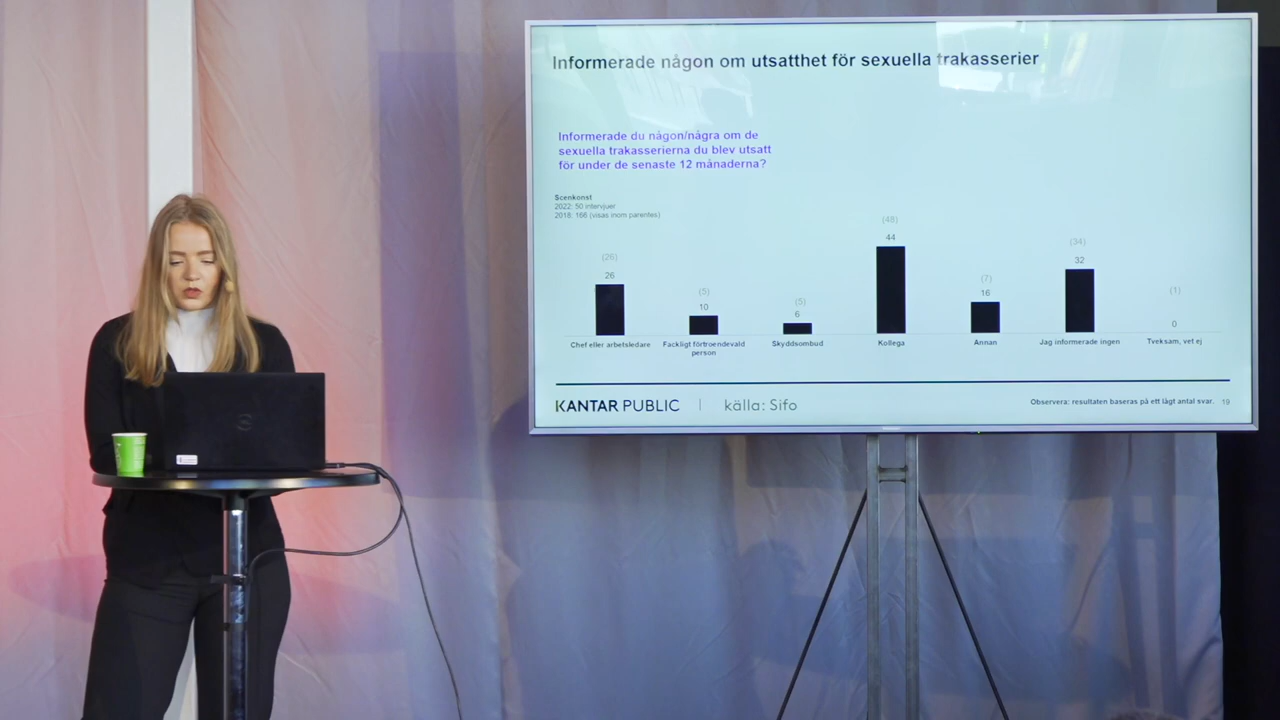 Informerade någon om utsatthet för sexuella trakasserier
Informerade du någon/några om de
sexuella trakasserierna du blev utsatt
för under de senaste 12 månaderna?
Scenkonst
2022: 50 intervjuer
2018: 166 (visas inom parentes)
(26)
26
(5)
10
(5)
6
(48)
44
(7)
16
(34)
32
(1)
0
Chef eller arbetsledare
Fackligt förtroendevald
person
Skyddsombud
Kollega
Annan
Jag informerade ingen
Tveksam, vet ej
KANTAR PUBLIC | källa: Sifo
Observera: resultaten baseras på ett lågt antal svar. 19